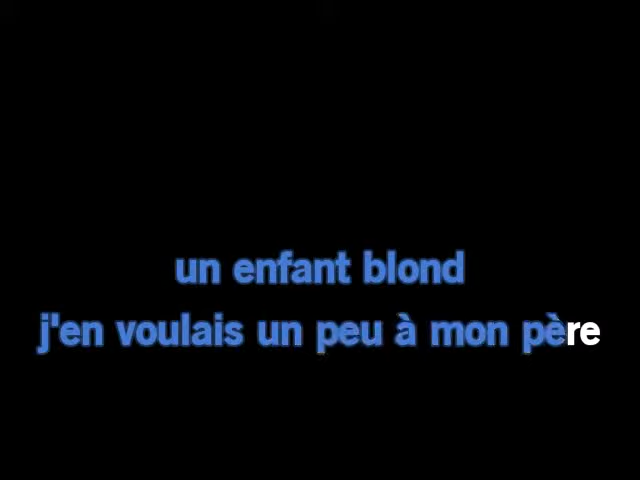 un enfant blond
j'en voulais un peu à mon père